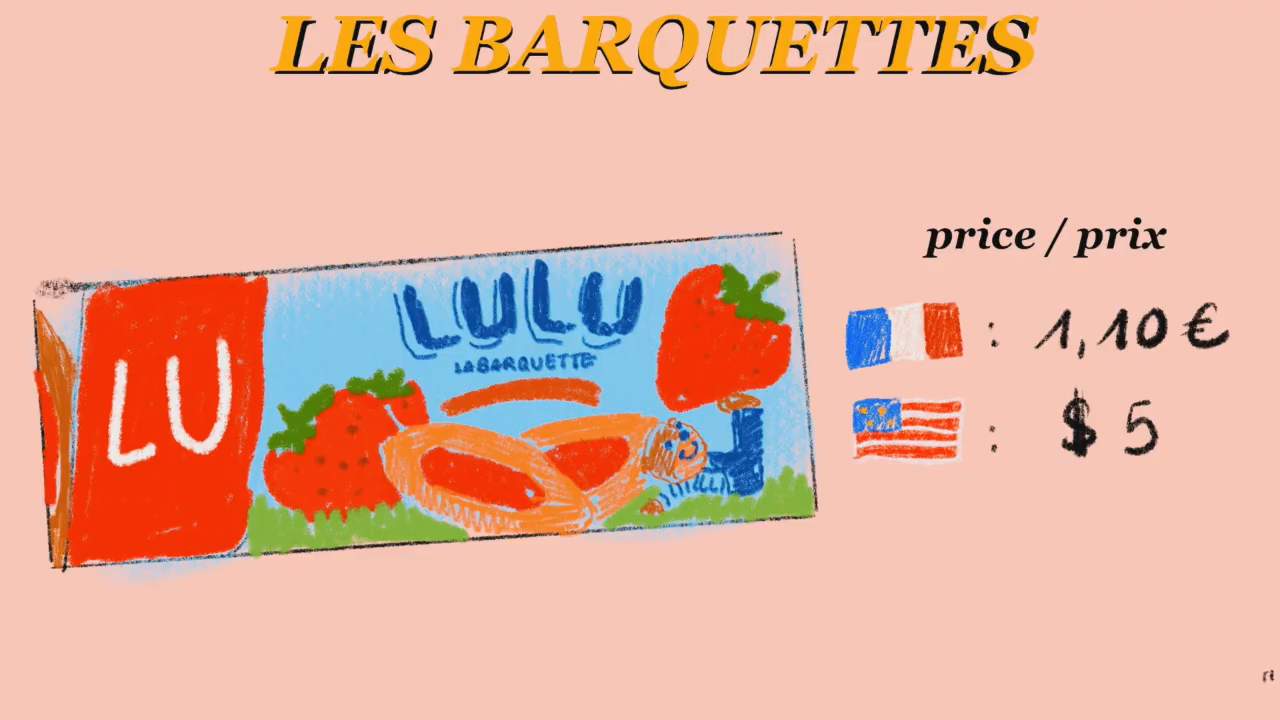 LES BARQUETTES
price / prix
LU
LULU
LA BARQUETTE
: 1,10 €
: $ 5